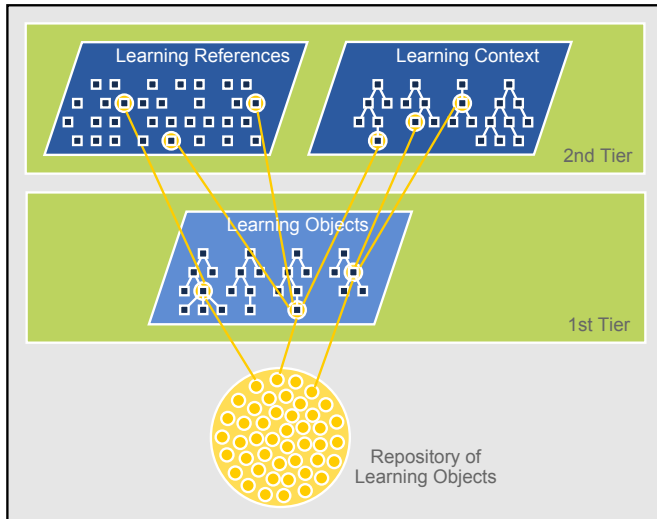 Learning References
Learning Context
2nd Tier
Learning Objects
1st Tier
Repository of
Learning Objects